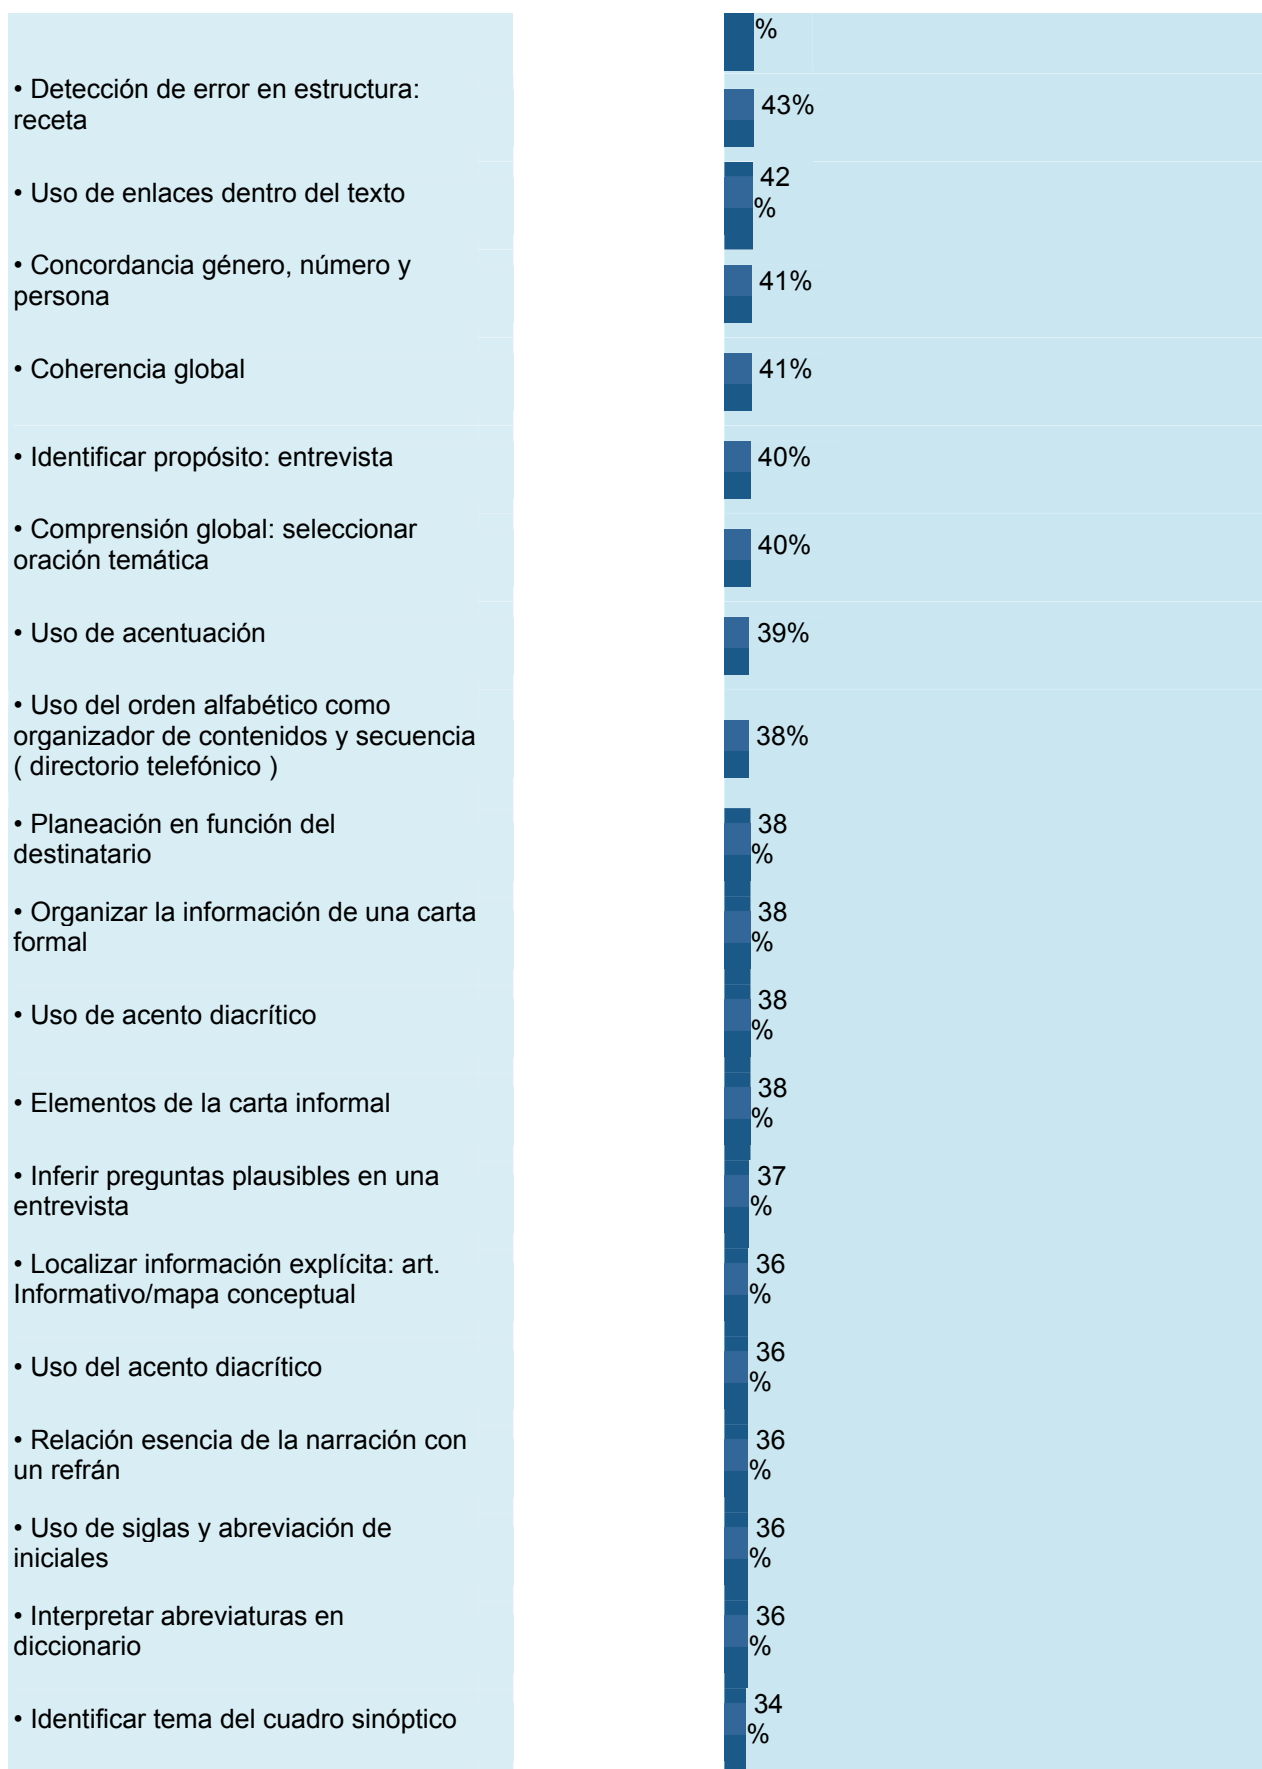 %
• Detección de error en estructura:
receta
43%
• Uso de enlaces dentro del texto
42
%
• Concordancia género, número y
persona
41%
• Coherencia global
41%
• Identificar propósito: entrevista
40%
• Comprensión global: seleccionar
oración temática
40%
• Uso de acentuación
39%
• Uso del orden alfabético como
organizador de contenidos y secuencia
( directorio telefónico )
38%
• Planeación en función del
destinatario
38
%
• Organizar la información de una carta
formal
38
%
• Uso de acento diacrítico
38
%
• Elementos de la carta informal
38
%
• Inferir preguntas plausibles en una
entrevista
37
%
• Localizar información explícita: art.
Informativo/mapa conceptual
36
%
• Uso del acento diacrítico
36
%
• Relación esencia de la narración con
un refrán
36
%
• Uso de siglas y abreviación de
iniciales
36
%
• Interpretar abreviaturas en
diccionario
36
%
• Identificar tema del cuadro sinóptico
34
%